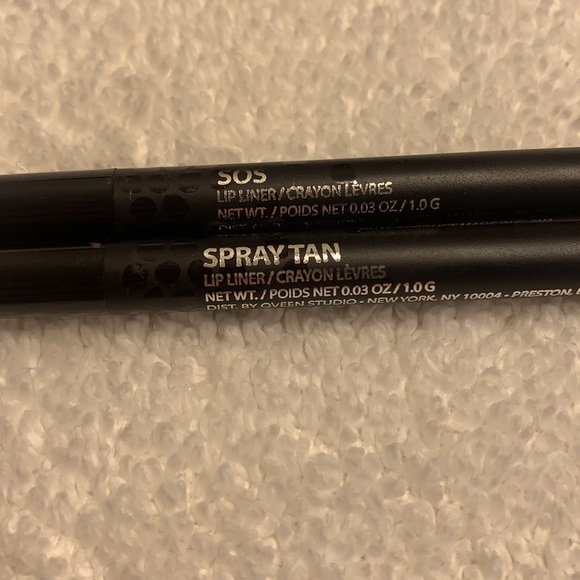 SOS
LIP LINER / CRAYON LÈVRES
NET WT. / POIDS NET 0.03 OZ / 1.0 G
SPRAY TAN
LIP LINER / CRAYON LÈVRES
NET WT. / POIDS NET 0.03 OZ / 1.0 G
DIST. BY OVEEN STUDIO - NEW YORK, NY 10004 - PRESTON,